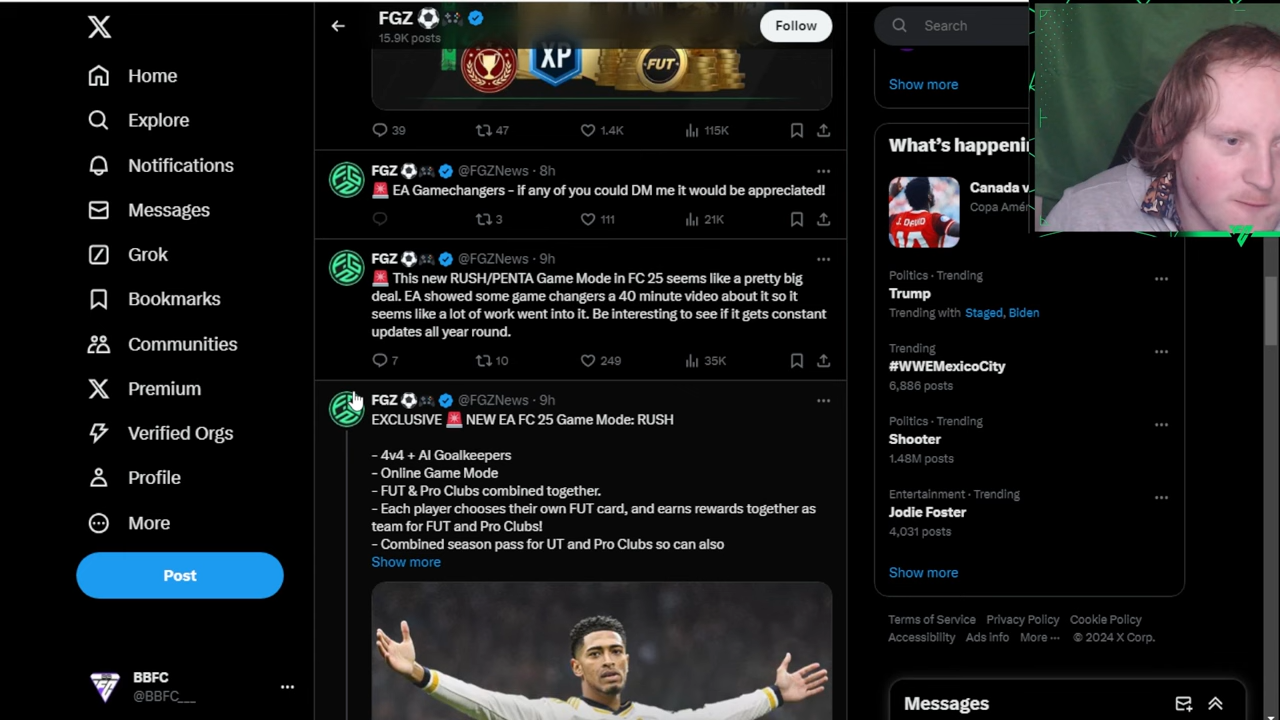 FGZ
15.9K posts
Follow
Search
Home
Explore
Notifications
Messages
Grok
Bookmarks
Communities
Premium
Verified Orgs
Profile
More
Post
BBFC
@BBFC___
XP
FUT
39
47
1.4K
115K
FGZ @FGZNews · 8h
EA Gamechangers - if any of you could DM me it would be appreciated!
3
111
21K
FGZ @FGZNews · 9h
This new RUSH/PENTA Game Mode in FC 25 seems like a pretty big
deal. EA showed some game changers a 40 minute video about it so it
seems like a lot of work went into it. Be interesting to see if it gets constant
updates all year round.
7
10
249
35K
FGZ @FGZNews · 9h
EXCLUSIVE NEW EA FC 25 Game Mode: RUSH
- 4v4 + AI Goalkeepers
- Online Game Mode
- FUT & Pro Clubs combined together.
- Each player chooses their own FUT card, and earns rewards together as
team for FUT and Pro Clubs!
- Combined season pass for UT and Pro Clubs so can also
Show more
Show more
What's happeni
Canada v
Copa Amér
J. DAVID
Politics · Trending
Trump
Trending with Staged, Biden
Trending
#WWEMexicoCity
6,886 posts
Politics · Trending
Shooter
1.48M posts
Entertainment · Trending
Jodie Foster
4,031 posts
Show more
Terms of Service Privacy Policy Cookie Policy
Accessibility Ads info More ··· © 2024 X Corp.
Messages